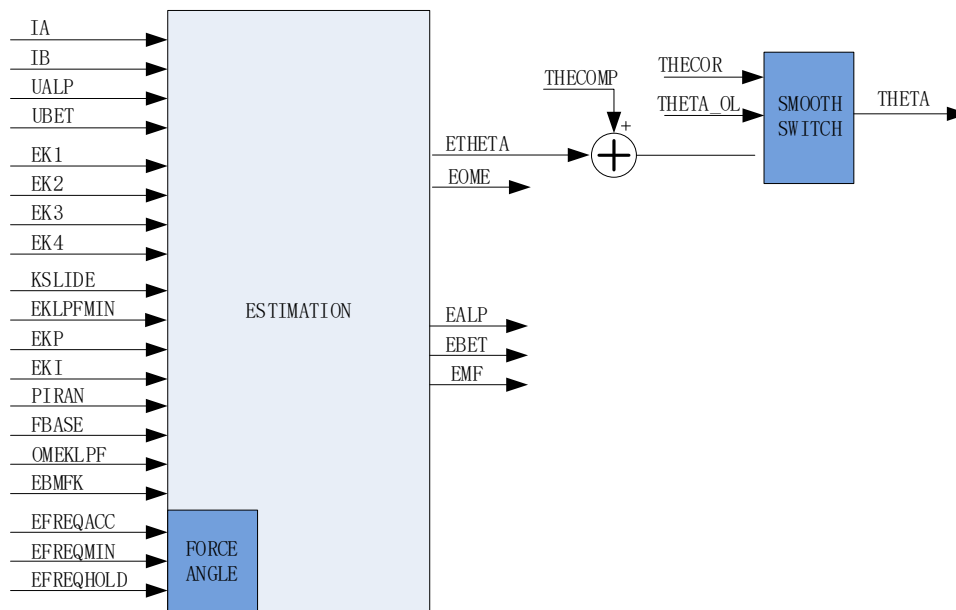 IA
IB
UALP
UBET
EK1
EK2
EK3
EK4
KSLIDE
EKLPFMIN
EKP
EKI
PIRAN
FBASE
OMEKLPF
EBMFK
EFREQACC
EFREQMIN
EFREQHOLD
FORCE
ANGLE
ESTIMATION
ETHETA
EOME
EALP
EBET
EMF
THECOMP
+
THECOR
THETA_OL
SMOOTH
SWITCH
THETA